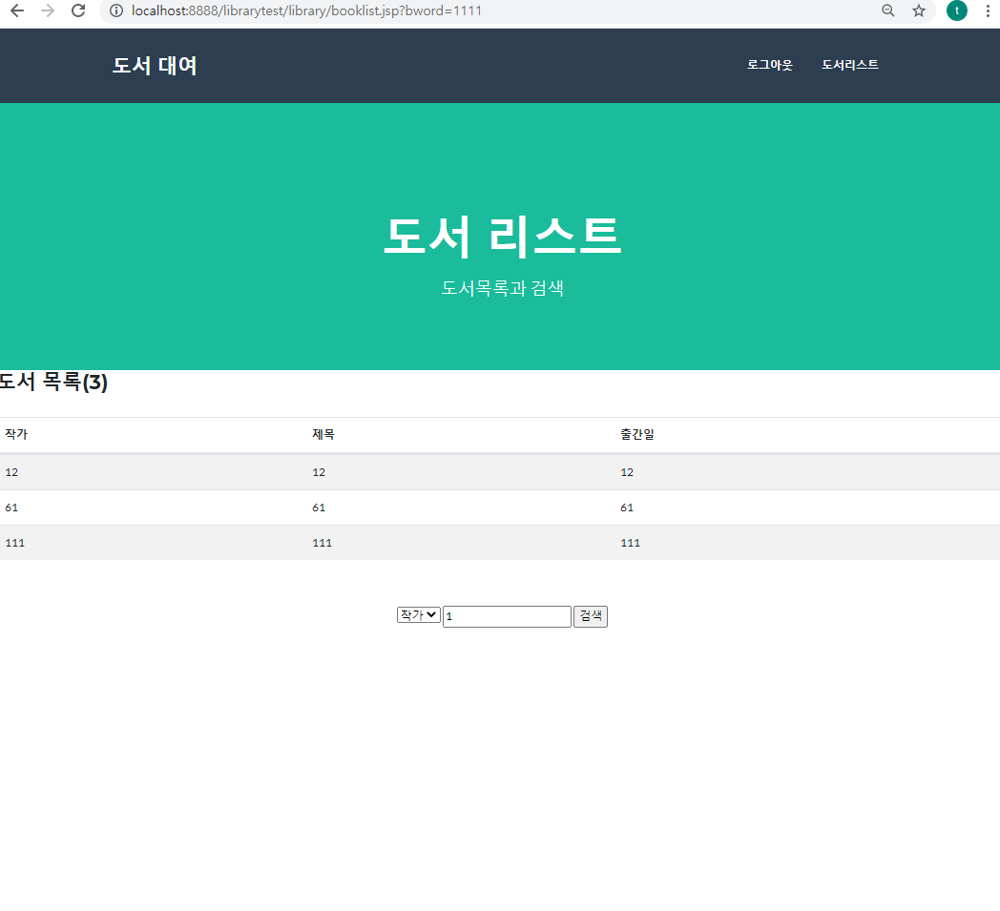 localhost:8888/librarytest/library/booklist.jsp?bword=1111
t
도서 대여 로그아웃 도서리스트
도서 리스트
도서목록과 검색
도서 목록(3)
작가 제목 출간일
12 12 12
61 61 61
111 111 111
작가 1 검색